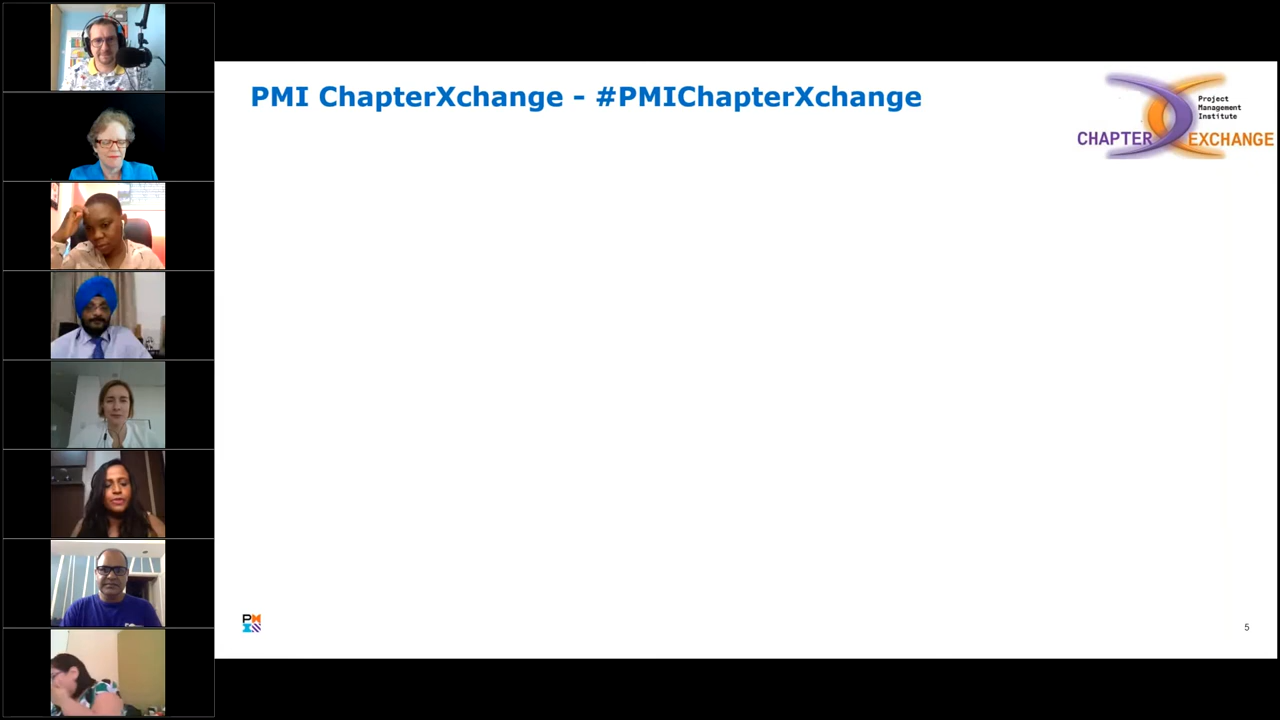 PMI ChapterXchange - #PMIChapterXchange
Project
Management
Institute
CHAPTER EXCHANGE
PM
I
5